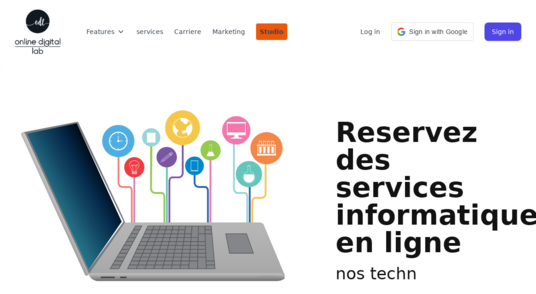 edl
online digital
lab
Features services Carriere Marketing Studio Log in Sign in with Google Sign in
Reservez
des
services
informatique
en ligne
nos techn